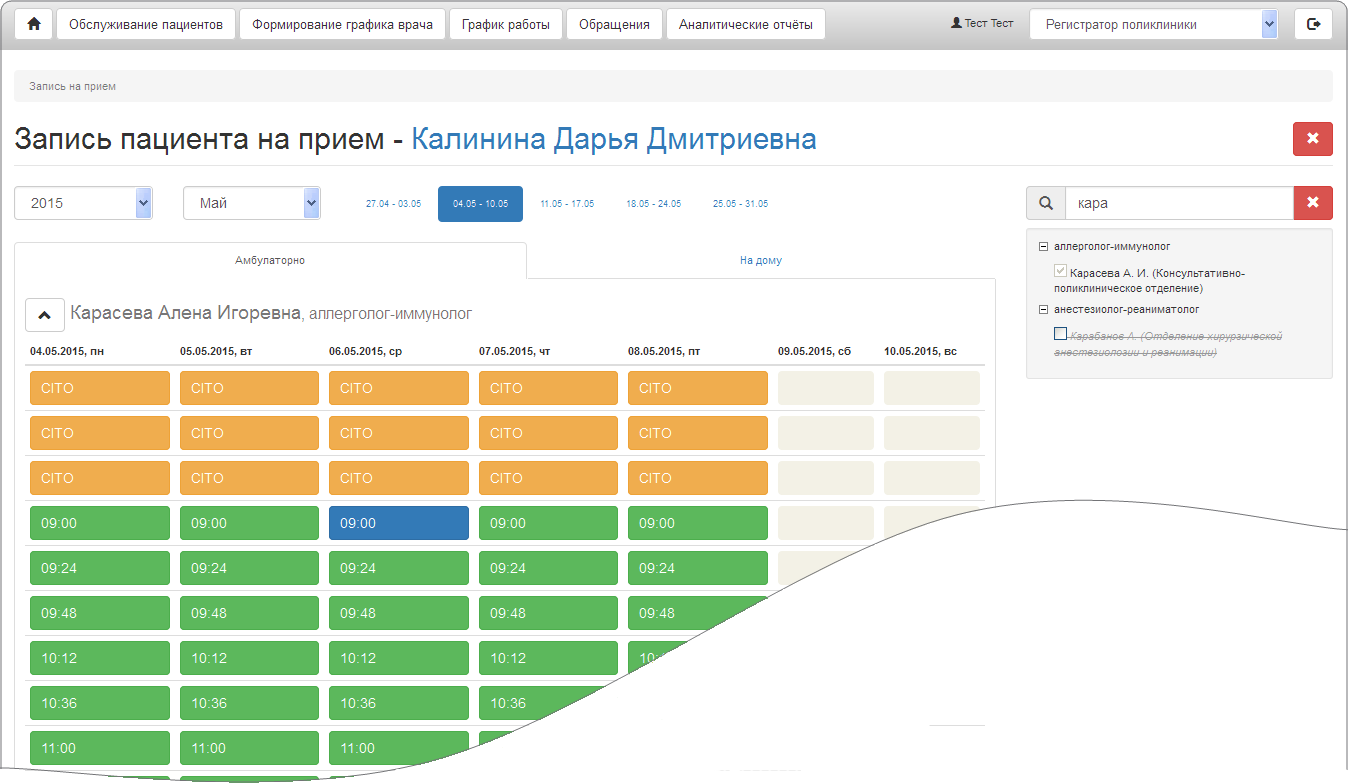 Обслуживание пациентов Формирование графика врача График работы Обращения Аналитические отчёты Тест Тест Регистратор поликлиники
Запись на прием
Запись пациента на прием - Калинина Дарья Дмитриевна
2015 Май 27.04 - 03.05 04.05 - 10.05 11.05 - 17.05 18.05 - 24.05 25.05 - 31.05 кара
Амбулаторно На дому
аллерголог-иммунолог
Карасева А. И. (Консультативно-
поликлиническое отделение)
анестезиолог-реаниматолог
Карабанов А. (Отделение хирургической
анестезиологии и реанимации)
Карасева Алена Игоревна, аллерголог-иммунолог
04.05.2015, пн 05.05.2015, вт 06.05.2015, ср 07.05.2015, чт 08.05.2015, пт 09.05.2015, сб 10.05.2015, вс
CITO CITO CITO CITO CITO
CITO CITO CITO CITO CITO
CITO CITO CITO CITO CITO
09:00 09:00 09:00 09:00 09:00
09:24 09:24 09:24 09:24 09:24
09:48 09:48 09:48 09:48 09:48
10:12 10:12 10:12 10:12
10:36 10:36 10:36 10:36
11:00 11:00 11:00